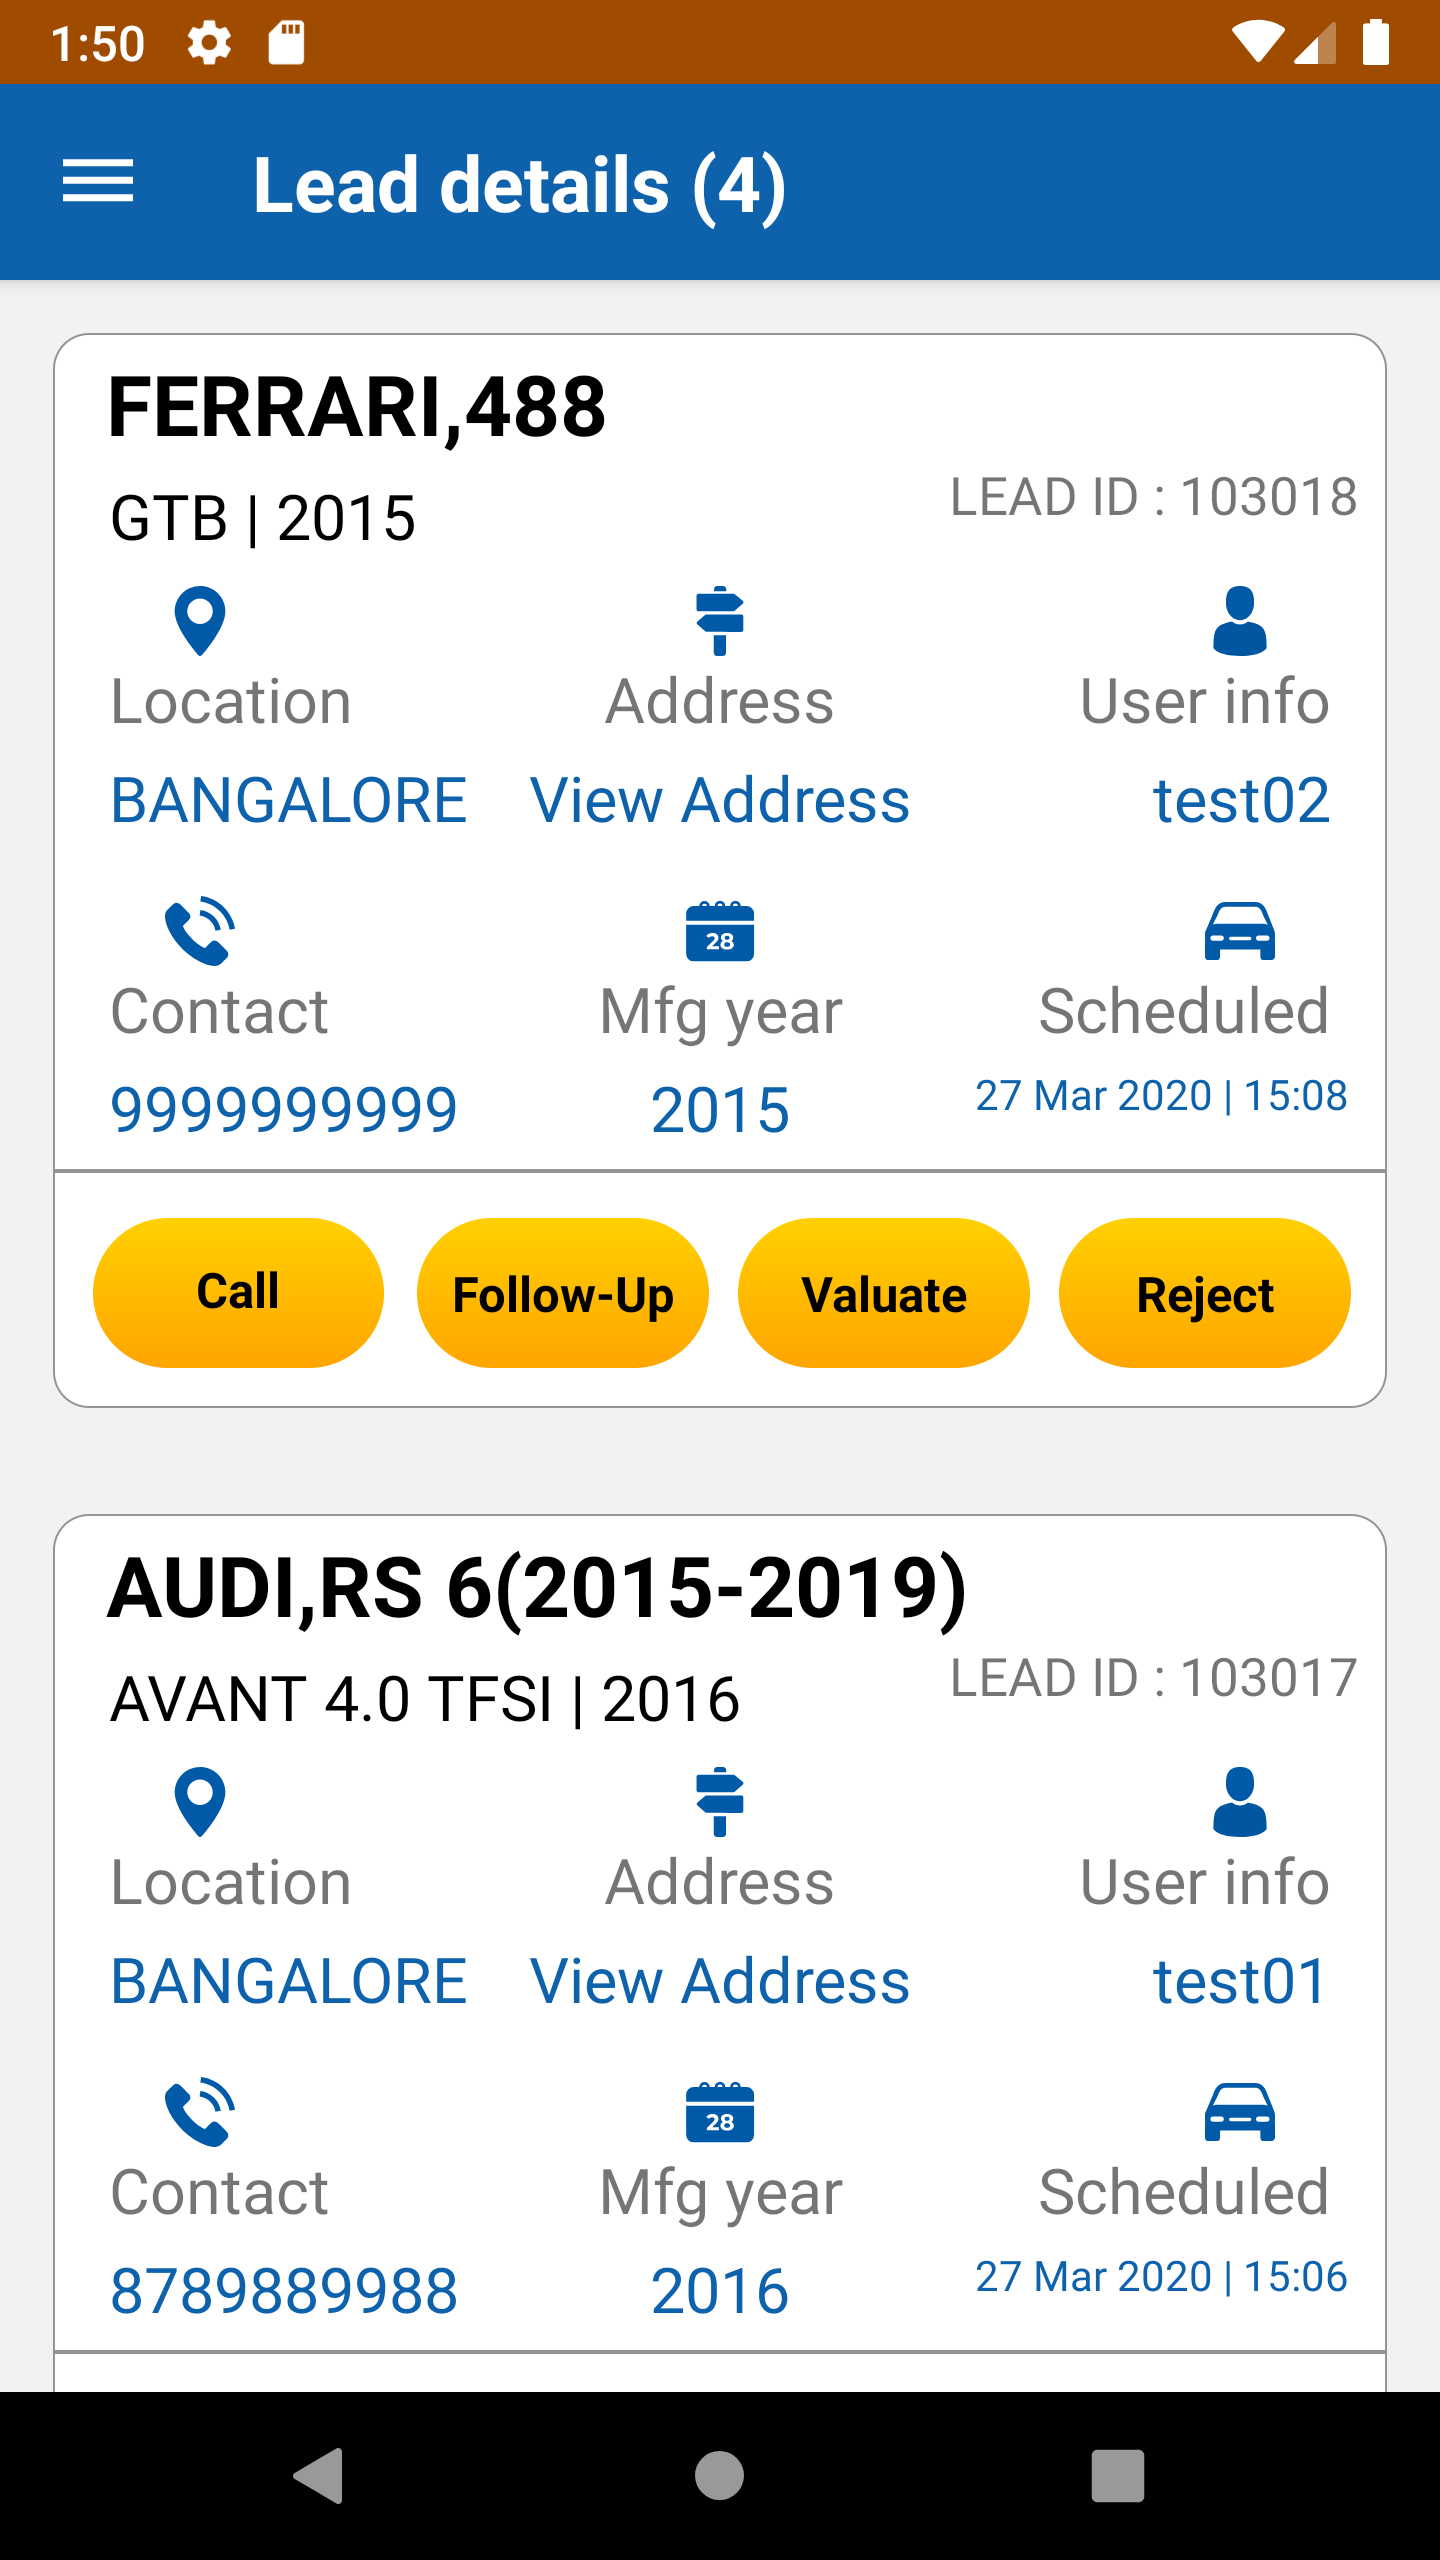 1:50
Lead details (4)
FERRARI,488
GTB | 2015
LEAD ID : 103018
Location Address User info
BANGALORE View Address test02
28
Contact Mfg year Scheduled
9999999999 2015 27 Mar 2020 | 15:08
Call Follow-Up Valuate Reject
AUDI,RS 6(2015-2019)
AVANT 4.0 TFSI | 2016
LEAD ID : 103017
Location Address User info
BANGALORE View Address test01
28
Contact Mfg year Scheduled
8789889988 2016 27 Mar 2020 | 15:06